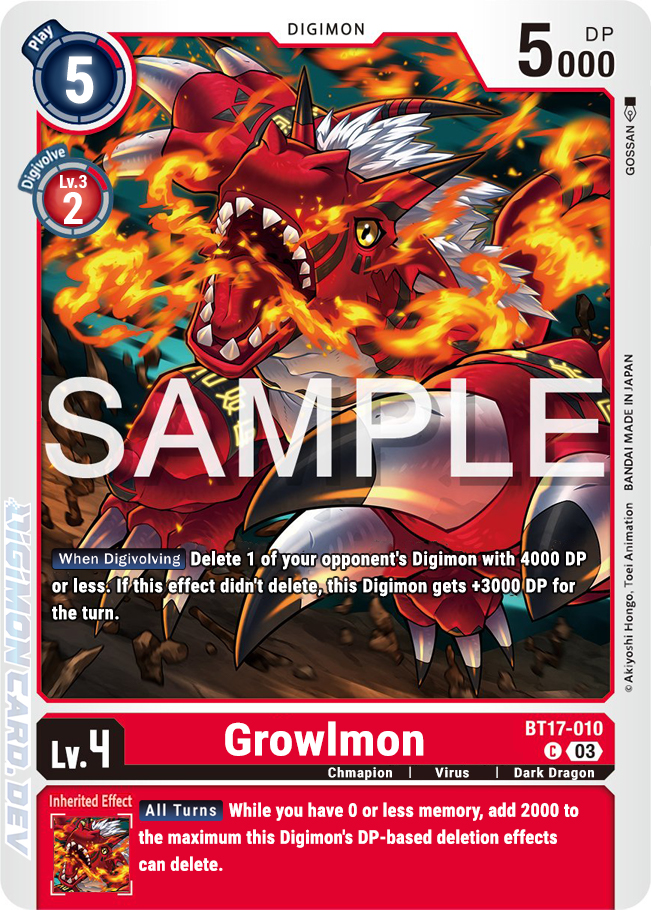 DIGIMON
Play
5
5000
DP
Digivolve
Lv.3
2
GOSSAN
SAMPLE
When Digivolving Delete 1 of your opponent's Digimon with 4000 DP
or less. If this effect didn't delete, this Digimon gets +3000 DP for
the turn.
© Akiyoshi Hongo, Toei Animation BANDAI MADE IN JAPAN
DIGIMONCARD.DEV
Lv.4
Growlmon
BT17-010
C 03
Chmapion | Virus | Dark Dragon
Inherited Effect
All Turns While you have 0 or less memory, add 2000 to
the maximum this Digimon's DP-based deletion effects
can delete.